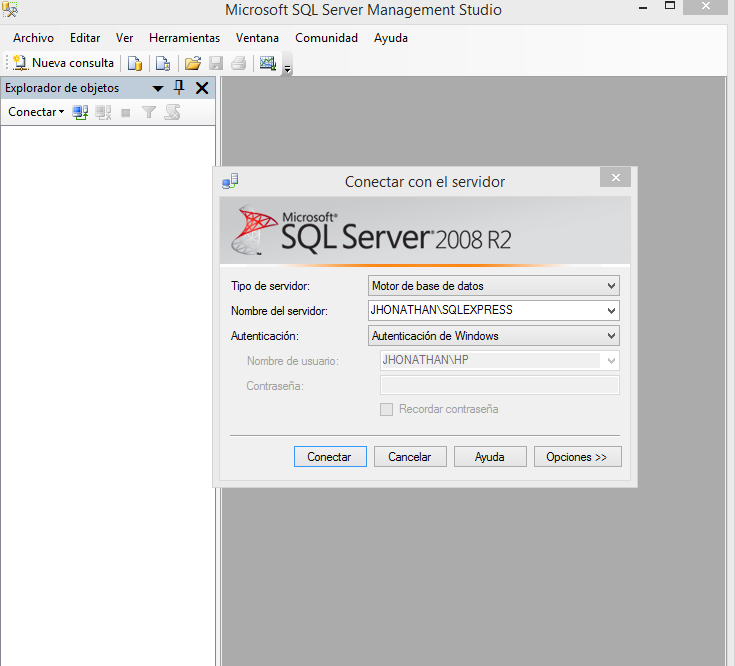 Microsoft SQL Server Management Studio
Archivo Editar Ver Herramientas Ventana Comunidad Ayuda
Nueva consulta
Explorador de objetos
Conectar
Conectar con el servidor
Microsoft®
SQL Server® 2008 R2
Tipo de servidor: Motor de base de datos
Nombre del servidor: JHONATHAN\SQLEXPRESS
Autenticación: Autenticación de Windows
Nombre de usuario: JHONATHAN\HP
Contraseña:
Recordar contraseña
Conectar Cancelar Ayuda Opciones >>